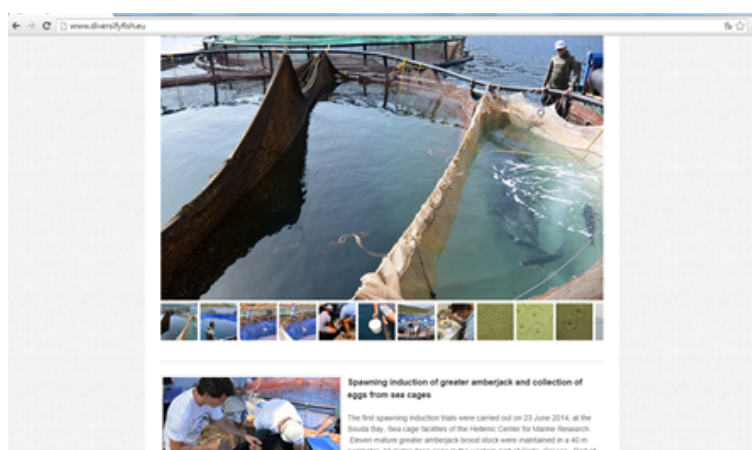 www.diversifyfish.eu
Spawning induction of greater amberjack and collection of
eggs from sea cages
The first spawning induction trials were carried out on 23 June 2014, at the
Souda Bay, Sea cage facilities of the Hellenic Center for Marine Research.
Eleven mature greater amberjack brood stock were maintained in a 40 m